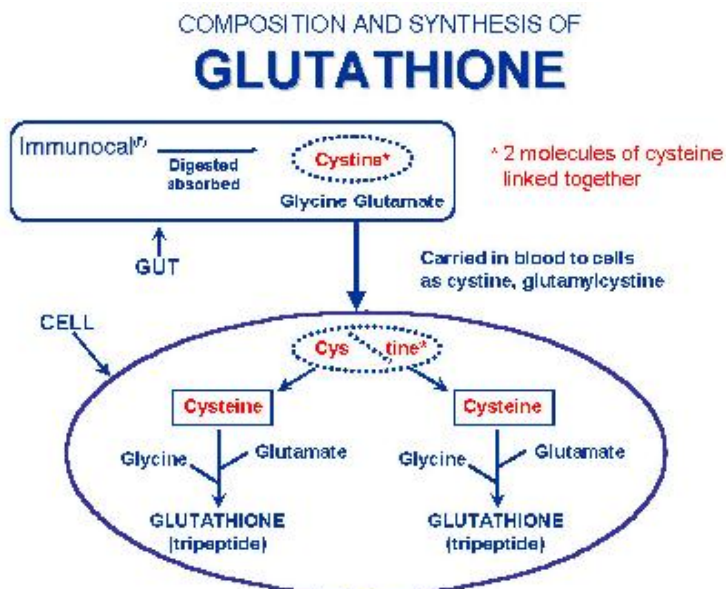 COMPOSITION AND SYNTHESIS OF
GLUTATHIONE
Immunocal(R)
Digested
absorbed
Cystine*
Glycine Glutamate
* 2 molecules of cysteine
linked together
GUT
Carried in blood to cells
as cystine, glutamylcystine
CELL
Cys tine*
Cysteine
Cysteine
Glycine
Glutamate
Glycine
Glutamate
GLUTATHIONE
(tripeptide)
GLUTATHIONE
(tripeptide)